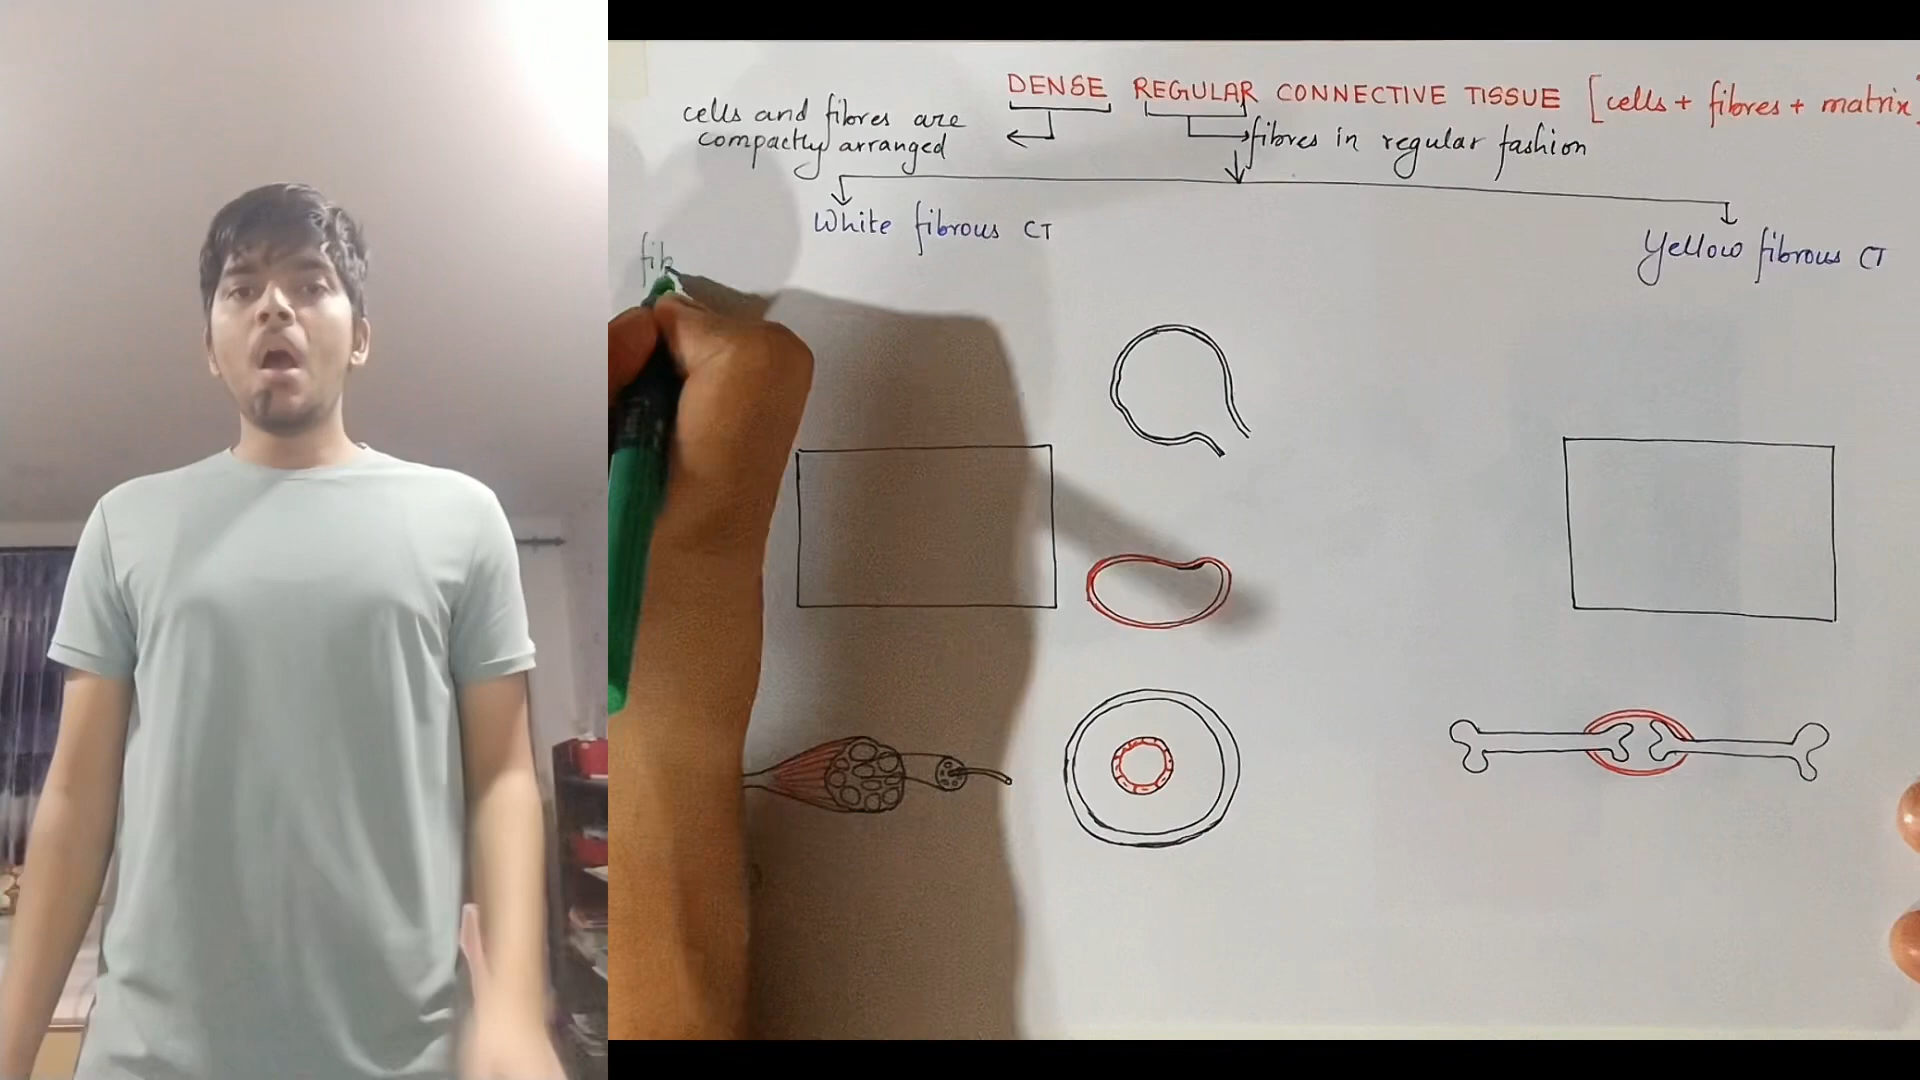 DENSE REGULAR CONNECTIVE TISSUE [cells + fibres + matrix]
cells and fibres are
compactly arranged
fibres in regular fashion
White fibrous CT
Yellow fibrous CT
fib